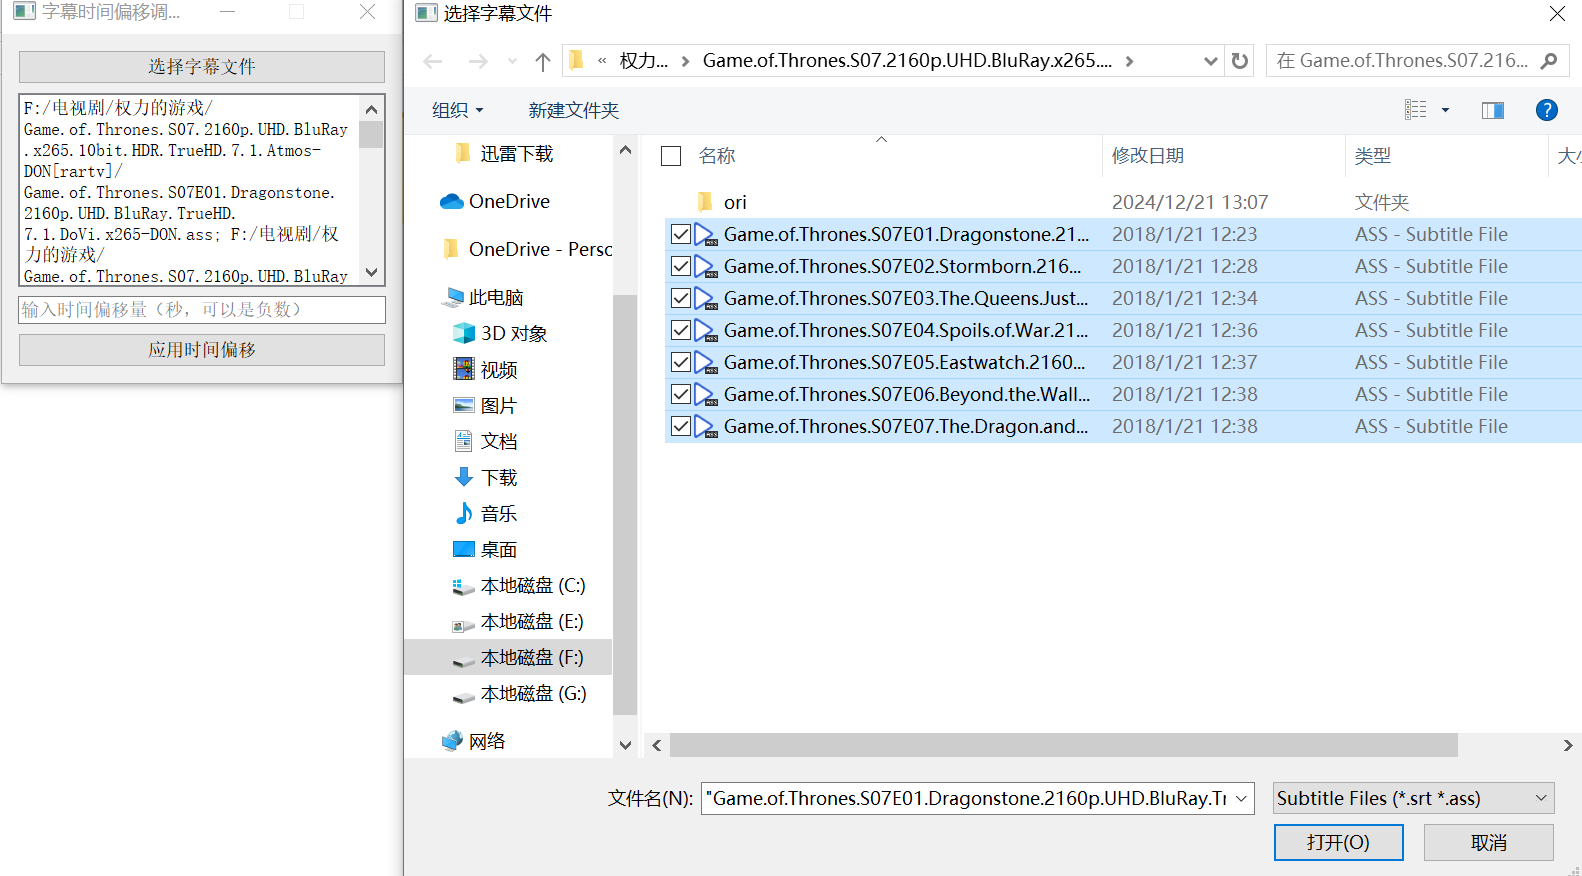 字幕时间偏移调...
选择字幕文件
F:/电视剧/权力的游戏/
Game.of.Thrones.S07.2160p.UHD.BluRay
.x265.10bit.HDR.TrueHD.7.1.Atmos-
DON[rartv]/
Game.of.Thrones.S07E01.Dragonstone.
2160p.UHD.BluRay.TrueHD.
7.1.DoVi.x265-DON.ass; F:/电视剧/权
力的游戏/
Game.of.Thrones.S07.2160p.UHD.BluRay
输入时间偏移量（秒，可以是负数）
应用时间偏移
选择字幕文件
« 权力... › Game.of.Thrones.S07.2160p.UHD.BluRay.x265.... ›
在 Game.of.Thrones.S07.216...
组织
新建文件夹
迅雷下载
OneDrive
OneDrive - Perso
此电脑
3D 对象
视频
图片
文档
下载
音乐
桌面
本地磁盘 (C:)
本地磁盘 (E:)
本地磁盘 (F:)
本地磁盘 (G:)
网络
名称 修改日期 类型 大小
ori 2024/12/21 13:07 文件夹
Game.of.Thrones.S07E01.Dragonstone.21... 2018/1/21 12:23 ASS - Subtitle File
Game.of.Thrones.S07E02.Stormborn.216... 2018/1/21 12:28 ASS - Subtitle File
Game.of.Thrones.S07E03.The.Queens.Just... 2018/1/21 12:34 ASS - Subtitle File
Game.of.Thrones.S07E04.Spoils.of.War.21... 2018/1/21 12:36 ASS - Subtitle File
Game.of.Thrones.S07E05.Eastwatch.2160... 2018/1/21 12:37 ASS - Subtitle File
Game.of.Thrones.S07E06.Beyond.the.Wall... 2018/1/21 12:38 ASS - Subtitle File
Game.of.Thrones.S07E07.The.Dragon.and... 2018/1/21 12:38 ASS - Subtitle File
文件名(N): "Game.of.Thrones.S07E01.Dragonstone.2160p.UHD.BluRay.Tr
Subtitle Files (*.srt *.ass)
打开(O)
取消